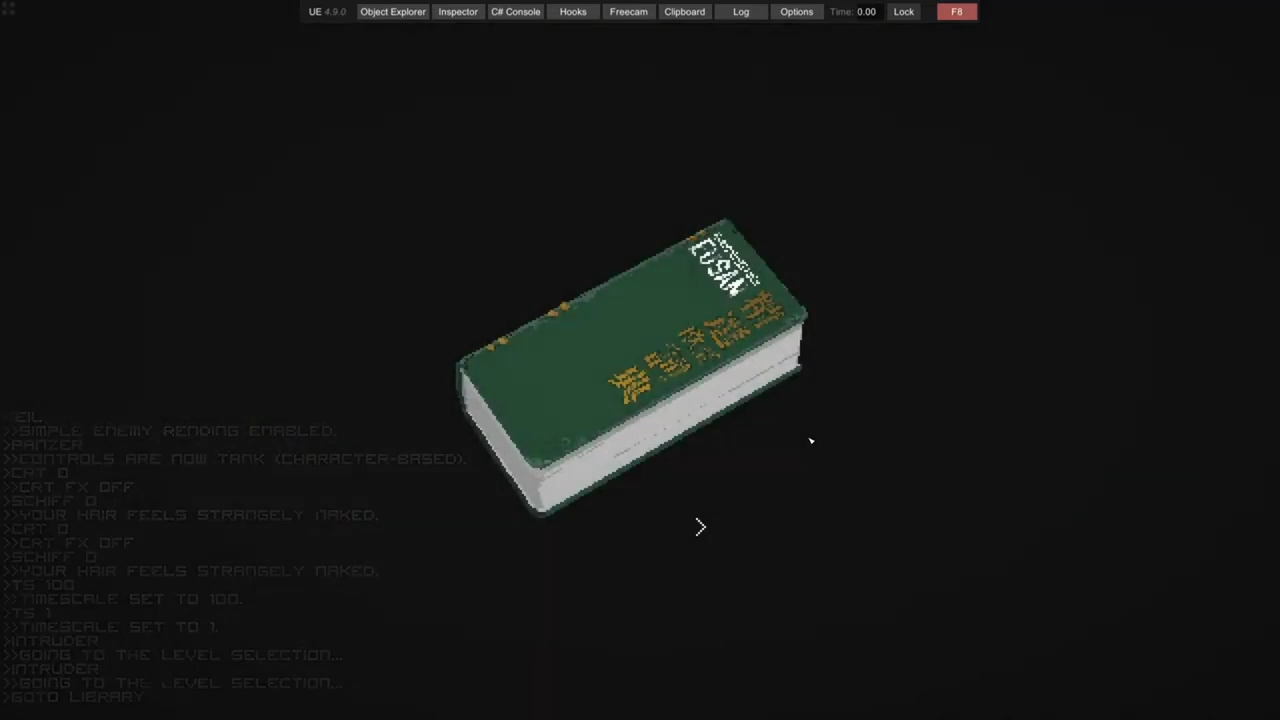 UE 4.9.0 Object Explorer Inspector C# Console Hooks Freecam Clipboard Log Options Time: 0.00 Lock F8
EUSAN
>>SIMPLE ENEMY RENDING ENABLED.
>PANZER
>>CONTROLS ARE NOW TANK (CHARACTER-BASED).
>CRT 0
>>CRT FX OFF
>SCHIFF 0
>>YOUR HAIR FEELS STRANGELY NAKED.
>CRT 0
>>CRT FX OFF
>SCHIFF 0
>>YOUR HAIR FEELS STRANGELY NAKED.
>TS 100
>>TIMESCALE SET TO 100.
>TS 1
>>TIMESCALE SET TO 1.
>INTRUDER
>>GOING TO THE LEVEL SELECTION...
>INTRUDER
>>GOING TO THE LEVEL SELECTION...
>GOTO LIBRARY